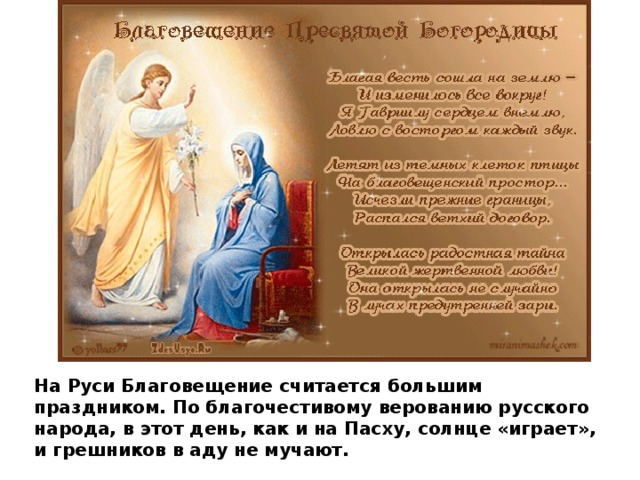 Благовещение Пресвятой Богородицы
Благая весть сошла на землю –
И изменилось все вокруг!
Я Гавриилу сердцем внемлю,
Ловлю с восторгом каждый звук.
Летят из темных клеток птицы
На благовещенский простор...
Исчезли прежние границы,
Распался ветхий договор.
Открылась радостная тайна
Великой жертвенной любви!
Она открылась не случайно
В лучах предутренней зари.
© yolbars77
ZdesUsyo.Ru
miranimashek.com
На Руси Благовещение считается большим
праздником. По благочестивому верованию русского
народа, в этот день, как и на Пасху, солнце «играет»,
и грешников в аду не мучают.